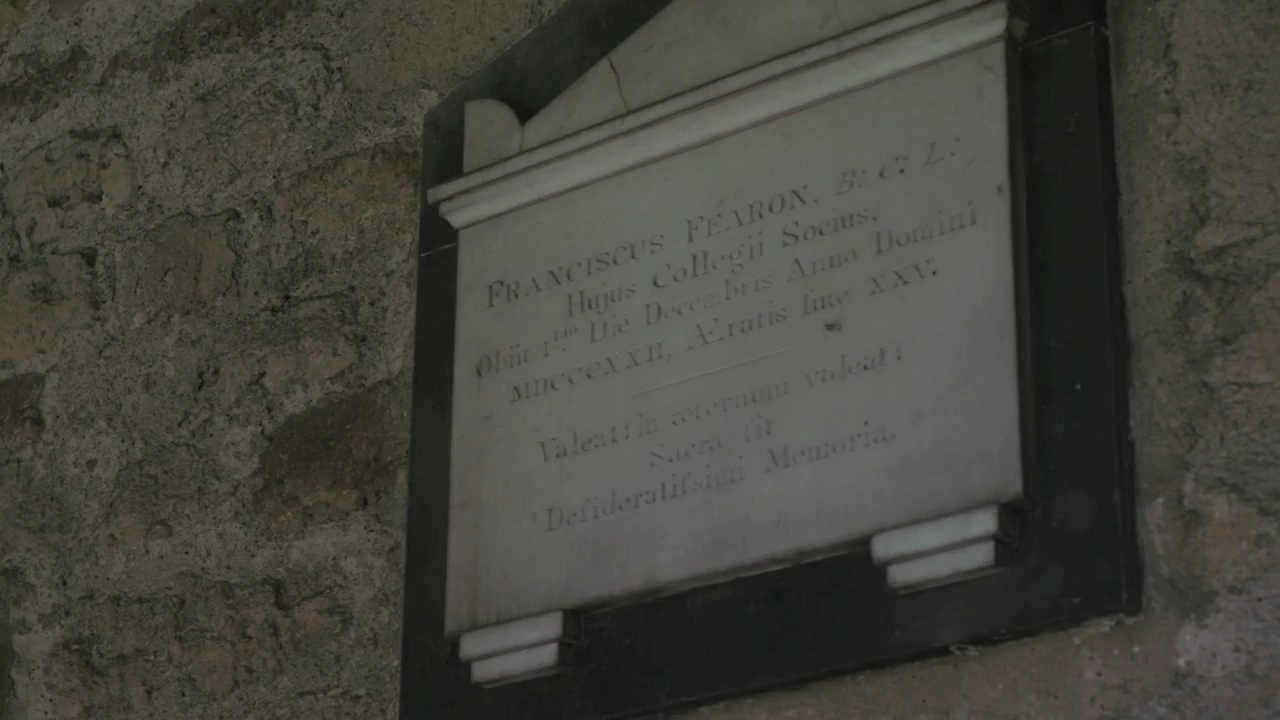 FRANCISCUS FEARON, B: C: L:
Hujus Collegii Socius,
Obiit 1mo Die Decembris Anno Domini
MDCCCXXII, Ætatis ſuæ XXV.
Valeat: in æternum valeat:
Sacra ſit
Deſideratiſsimi Memoria.